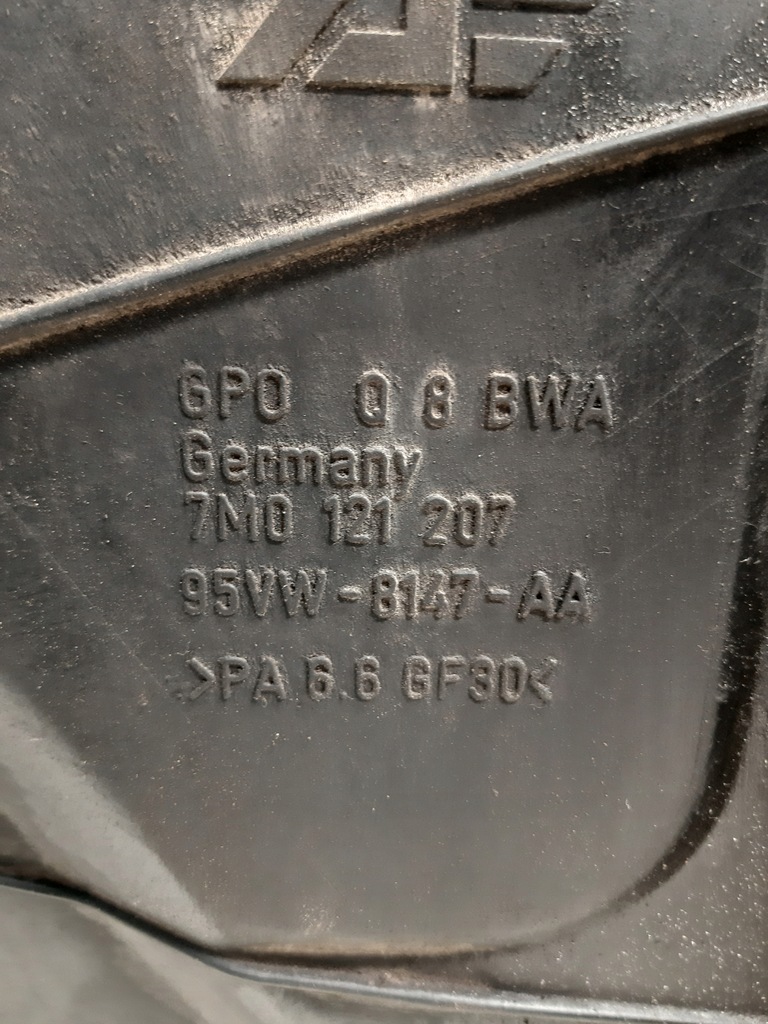 GPO Q 8 BWA
Germany
7M0 121 207
95VW-8147-AA
>PA 6.6 GF30<